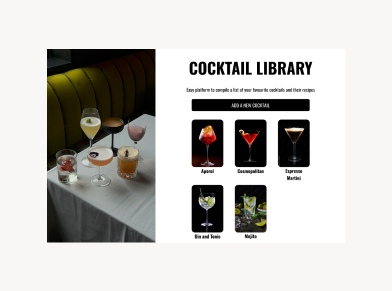 COCKTAIL LIBRARY
Easy platform to compile a list of your favourite cocktails and their recipes
ADD A NEW COCKTAIL
Aperol
Cosmopolitan
Espresso
Martini
Gin and Tonic
Mojito